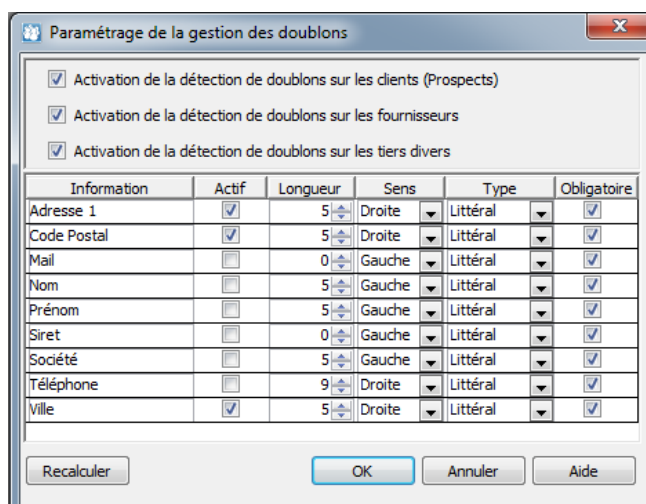 Paramétrage de la gestion des doublons
Activation de la détection de doublons sur les clients (Prospects)
Activation de la détection de doublons sur les fournisseurs
Activation de la détection de doublons sur les tiers divers
Information Actif Longueur Sens Type Obligatoire
Adresse 1 5 Droite Littéral
Code Postal 5 Droite Littéral
Mail 0 Gauche Littéral
Nom 5 Gauche Littéral
Prénom 5 Gauche Littéral
Siret 0 Gauche Littéral
Société 5 Gauche Littéral
Téléphone 9 Droite Littéral
Ville 5 Droite Littéral
Recalculer OK Annuler Aide